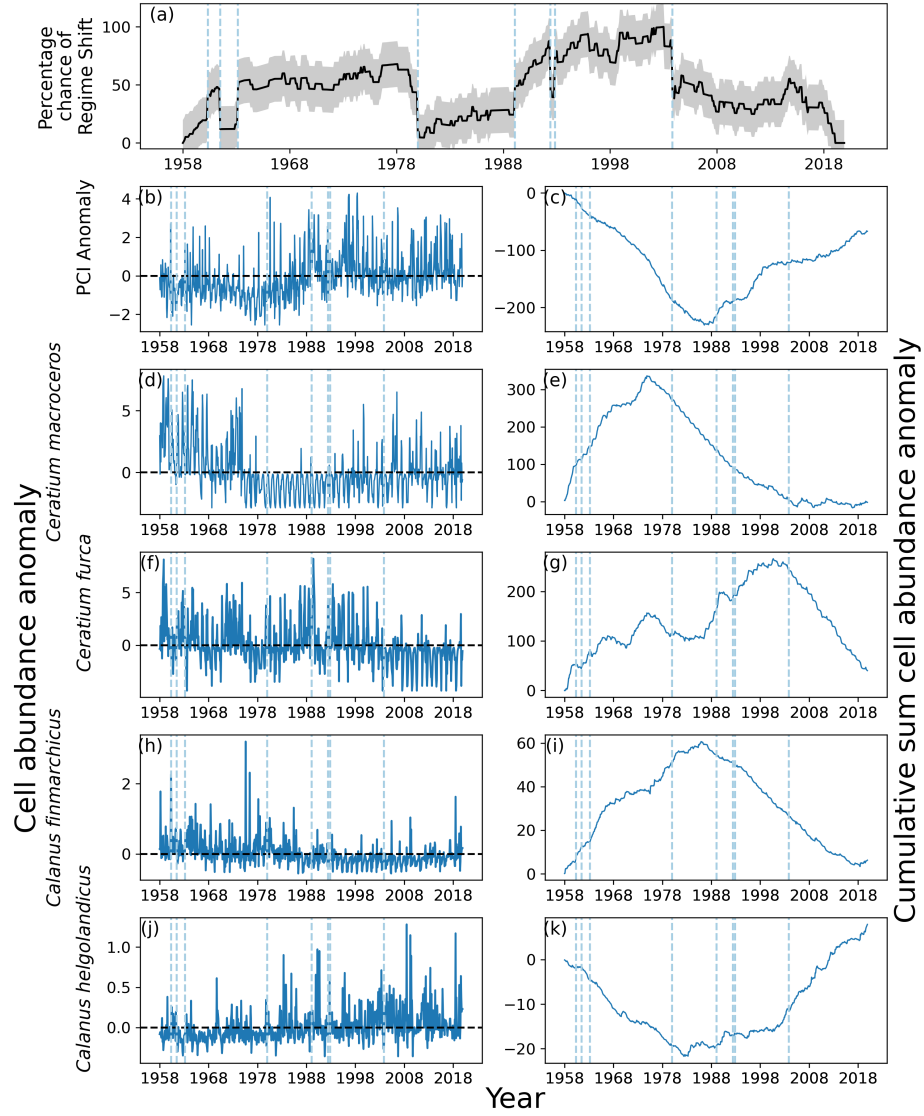 (a)
Percentage
chance of
Regime Shift
100
50
0
1958 1968 1978 1988 1998 2008 2018
(b)
PCI Anomaly
4
2
0
−2
1958 1968 1978 1988 1998 2008 2018
(c)
0
−100
−200
1958 1968 1978 1988 1998 2008 2018
(d)
Ceratium macroceros
5
0
1958 1968 1978 1988 1998 2008 2018
(e)
300
200
100
0
1958 1968 1978 1988 1998 2008 2018
(f)
Ceratium furca
5
0
1958 1968 1978 1988 1998 2008 2018
(g)
200
100
0
1958 1968 1978 1988 1998 2008 2018
(h)
Calanus finmarchicus
2
0
1958 1968 1978 1988 1998 2008 2018
(i)
60
40
20
0
1958 1968 1978 1988 1998 2008 2018
(j)
Calanus helgolandicus
1.0
0.5
0.0
1958 1968 1978 1988 1998 2008 2018
(k)
0
−10
−20
1958 1968 1978 1988 1998 2008 2018
Cell abundance anomaly
Cumulative sum cell abundance anomaly
Year